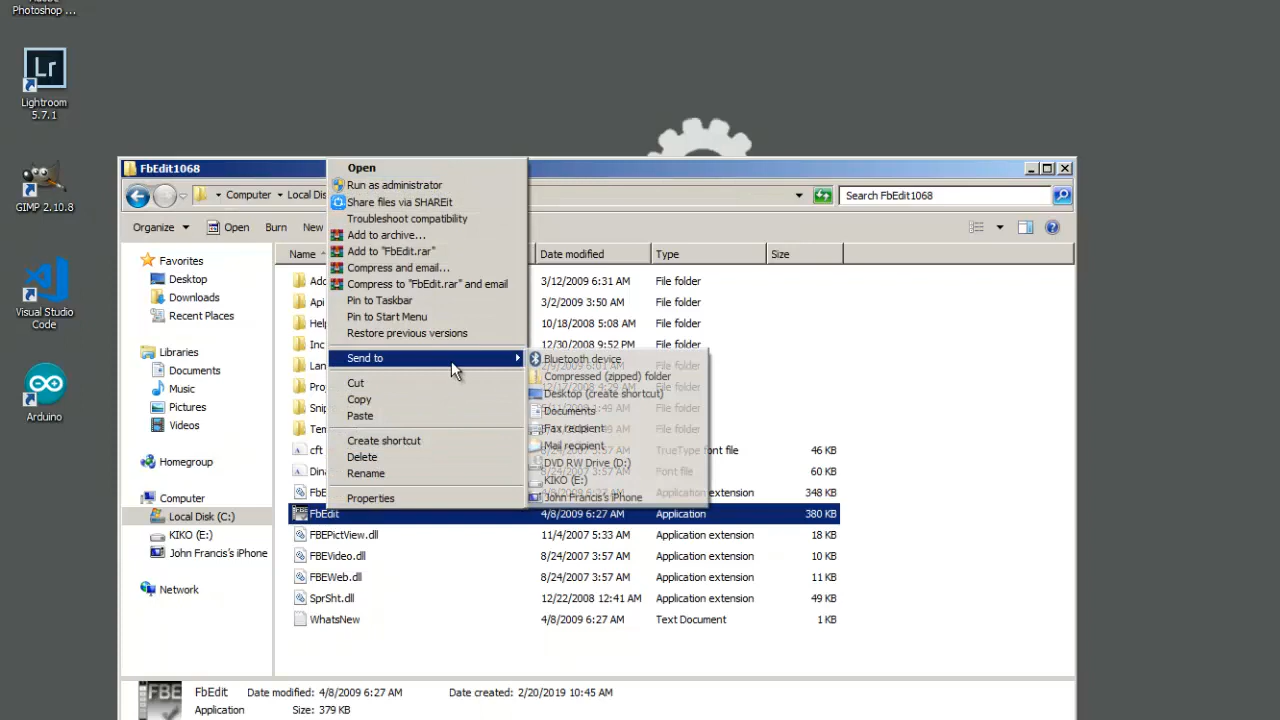 Adobe
Photoshop ...
Lr
Lightroom
5.7.1
GIMP 2.10.8
Visual Studio
Code
Arduino
FbEdit1068
Computer
Local Dis
Search FbEdit1068
Organize
Open
Burn
New
Favorites
Desktop
Downloads
Recent Places
Libraries
Documents
Music
Pictures
Videos
Homegroup
Computer
Local Disk (C:)
KIKO (E:)
John Francis's iPhone
Network
Open
Run as administrator
Share files via SHAREit
Troubleshoot compatibility
Add to archive...
Add to "FbEdit.rar"
Compress and email...
Compress to "FbEdit.rar" and email
Pin to Taskbar
Pin to Start Menu
Restore previous versions
Send to
Cut
Copy
Paste
Create shortcut
Delete
Rename
Properties
Bluetooth device
Compressed (zipped) folder
Desktop (create shortcut)
Documents
Fax recipient
Mail recipient
DVD RW Drive (D:)
KIKO (E:)
John Francis's iPhone
Name Date modified Type Size
Add 3/12/2009 6:31 AM File folder
Api 2/2/2009 3:50 AM File folder
Help 10/18/2008 5:08 AM File folder
Inc 12/30/2008 9:52 PM File folder
Lan File folder
Proj File folder
Snip File folder
Tem File folder
cft TrueType font file 46 KB
Dina Font file 60 KB
FbE Application extension 348 KB
FbEdit 4/8/2009 6:27 AM Application 380 KB
FBEPictView.dll 11/4/2007 5:33 AM Application extension 18 KB
FBEVideo.dll 8/24/2007 3:57 AM Application extension 10 KB
FBEWeb.dll 8/24/2007 3:57 AM Application extension 11 KB
SprSht.dll 12/22/2008 12:41 AM Application extension 49 KB
WhatsNew 4/8/2009 6:27 AM Text Document 1 KB
FBE
FbEdit Date modified: 4/8/2009 6:27 AM Date created: 2/20/2019 10:45 AM
Application Size: 379 KB